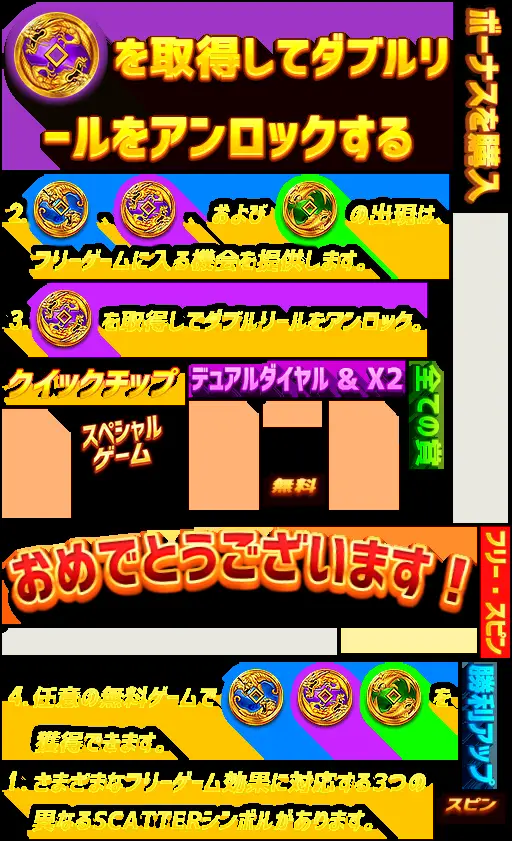 を取得してダブルリ
ールをアンロックする
ボーナスを購入
2. 、 、 および の出現は、
フリーゲームに入る機会を提供します。
3. を取得してダブルリールをアンロック。
クイックチップ
デュアルダイヤル & X2
全ての賞
スペシャル
ゲーム
無料
おめでとうございます！
フリー・スピン
4. 任意の無料ゲームで を
獲得できます。
勝利アップ
1. さまざまなフリーゲーム効果に対応する3つの
異なるSCATTERシンボルがあります。
スピン